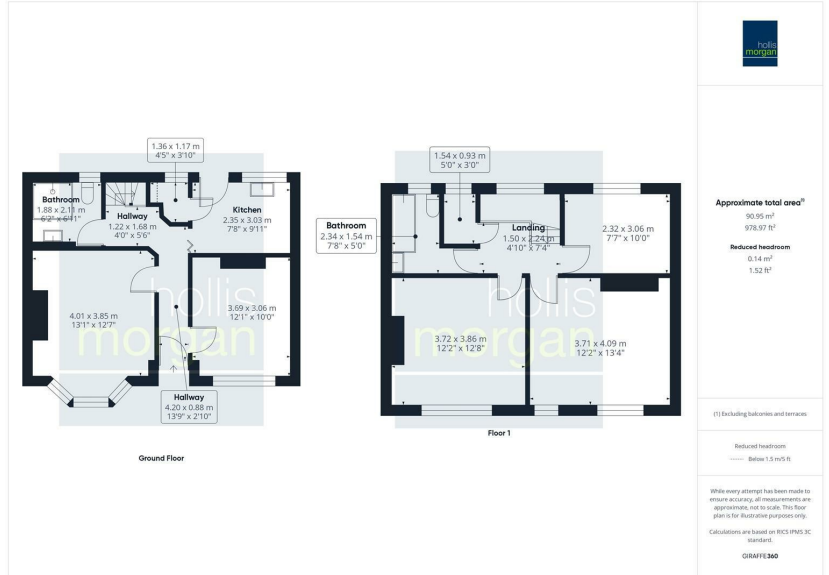 hollis
morgan
1.36 x 1.17 m
4'5" x 3'10"
Bathroom
1.88 x 2.11 m
6'2" x 6'11"
Hallway
1.22 x 1.68 m
4'0" x 5'6"
Kitchen
2.35 x 3.03 m
7'8" x 9'11"
4.01 x 3.85 m
13'1" x 12'7"
3.69 x 3.06 m
12'1" x 10'0"
hollis
morgan
Hallway
4.20 x 0.88 m
13'9" x 2'10"
Ground Floor
1.54 x 0.93 m
5'0" x 3'0"
Bathroom
2.34 x 1.54 m
7'8" x 5'0"
Landing
1.50 x 2.24 m
4'10" x 7'4"
2.32 x 3.06 m
7'7" x 10'0"
3.72 x 3.86 m
12'2" x 12'8"
3.71 x 4.09 m
12'2" x 13'4"
hollis
morgan
Floor 1
Approximate total area⁽¹⁾
90.95 m²
978.97 ft²
Reduced headroom
0.14 m²
1.52 ft²
(1) Excluding balconies and terraces
Reduced headroom
------- Below 1.5 m/5 ft
While every attempt has been made to
ensure accuracy, all measurements are
approximate, not to scale. This floor
plan is for illustrative purposes only.
Calculations are based on RICS IPMS 3C
standard.
GIRAFFE360